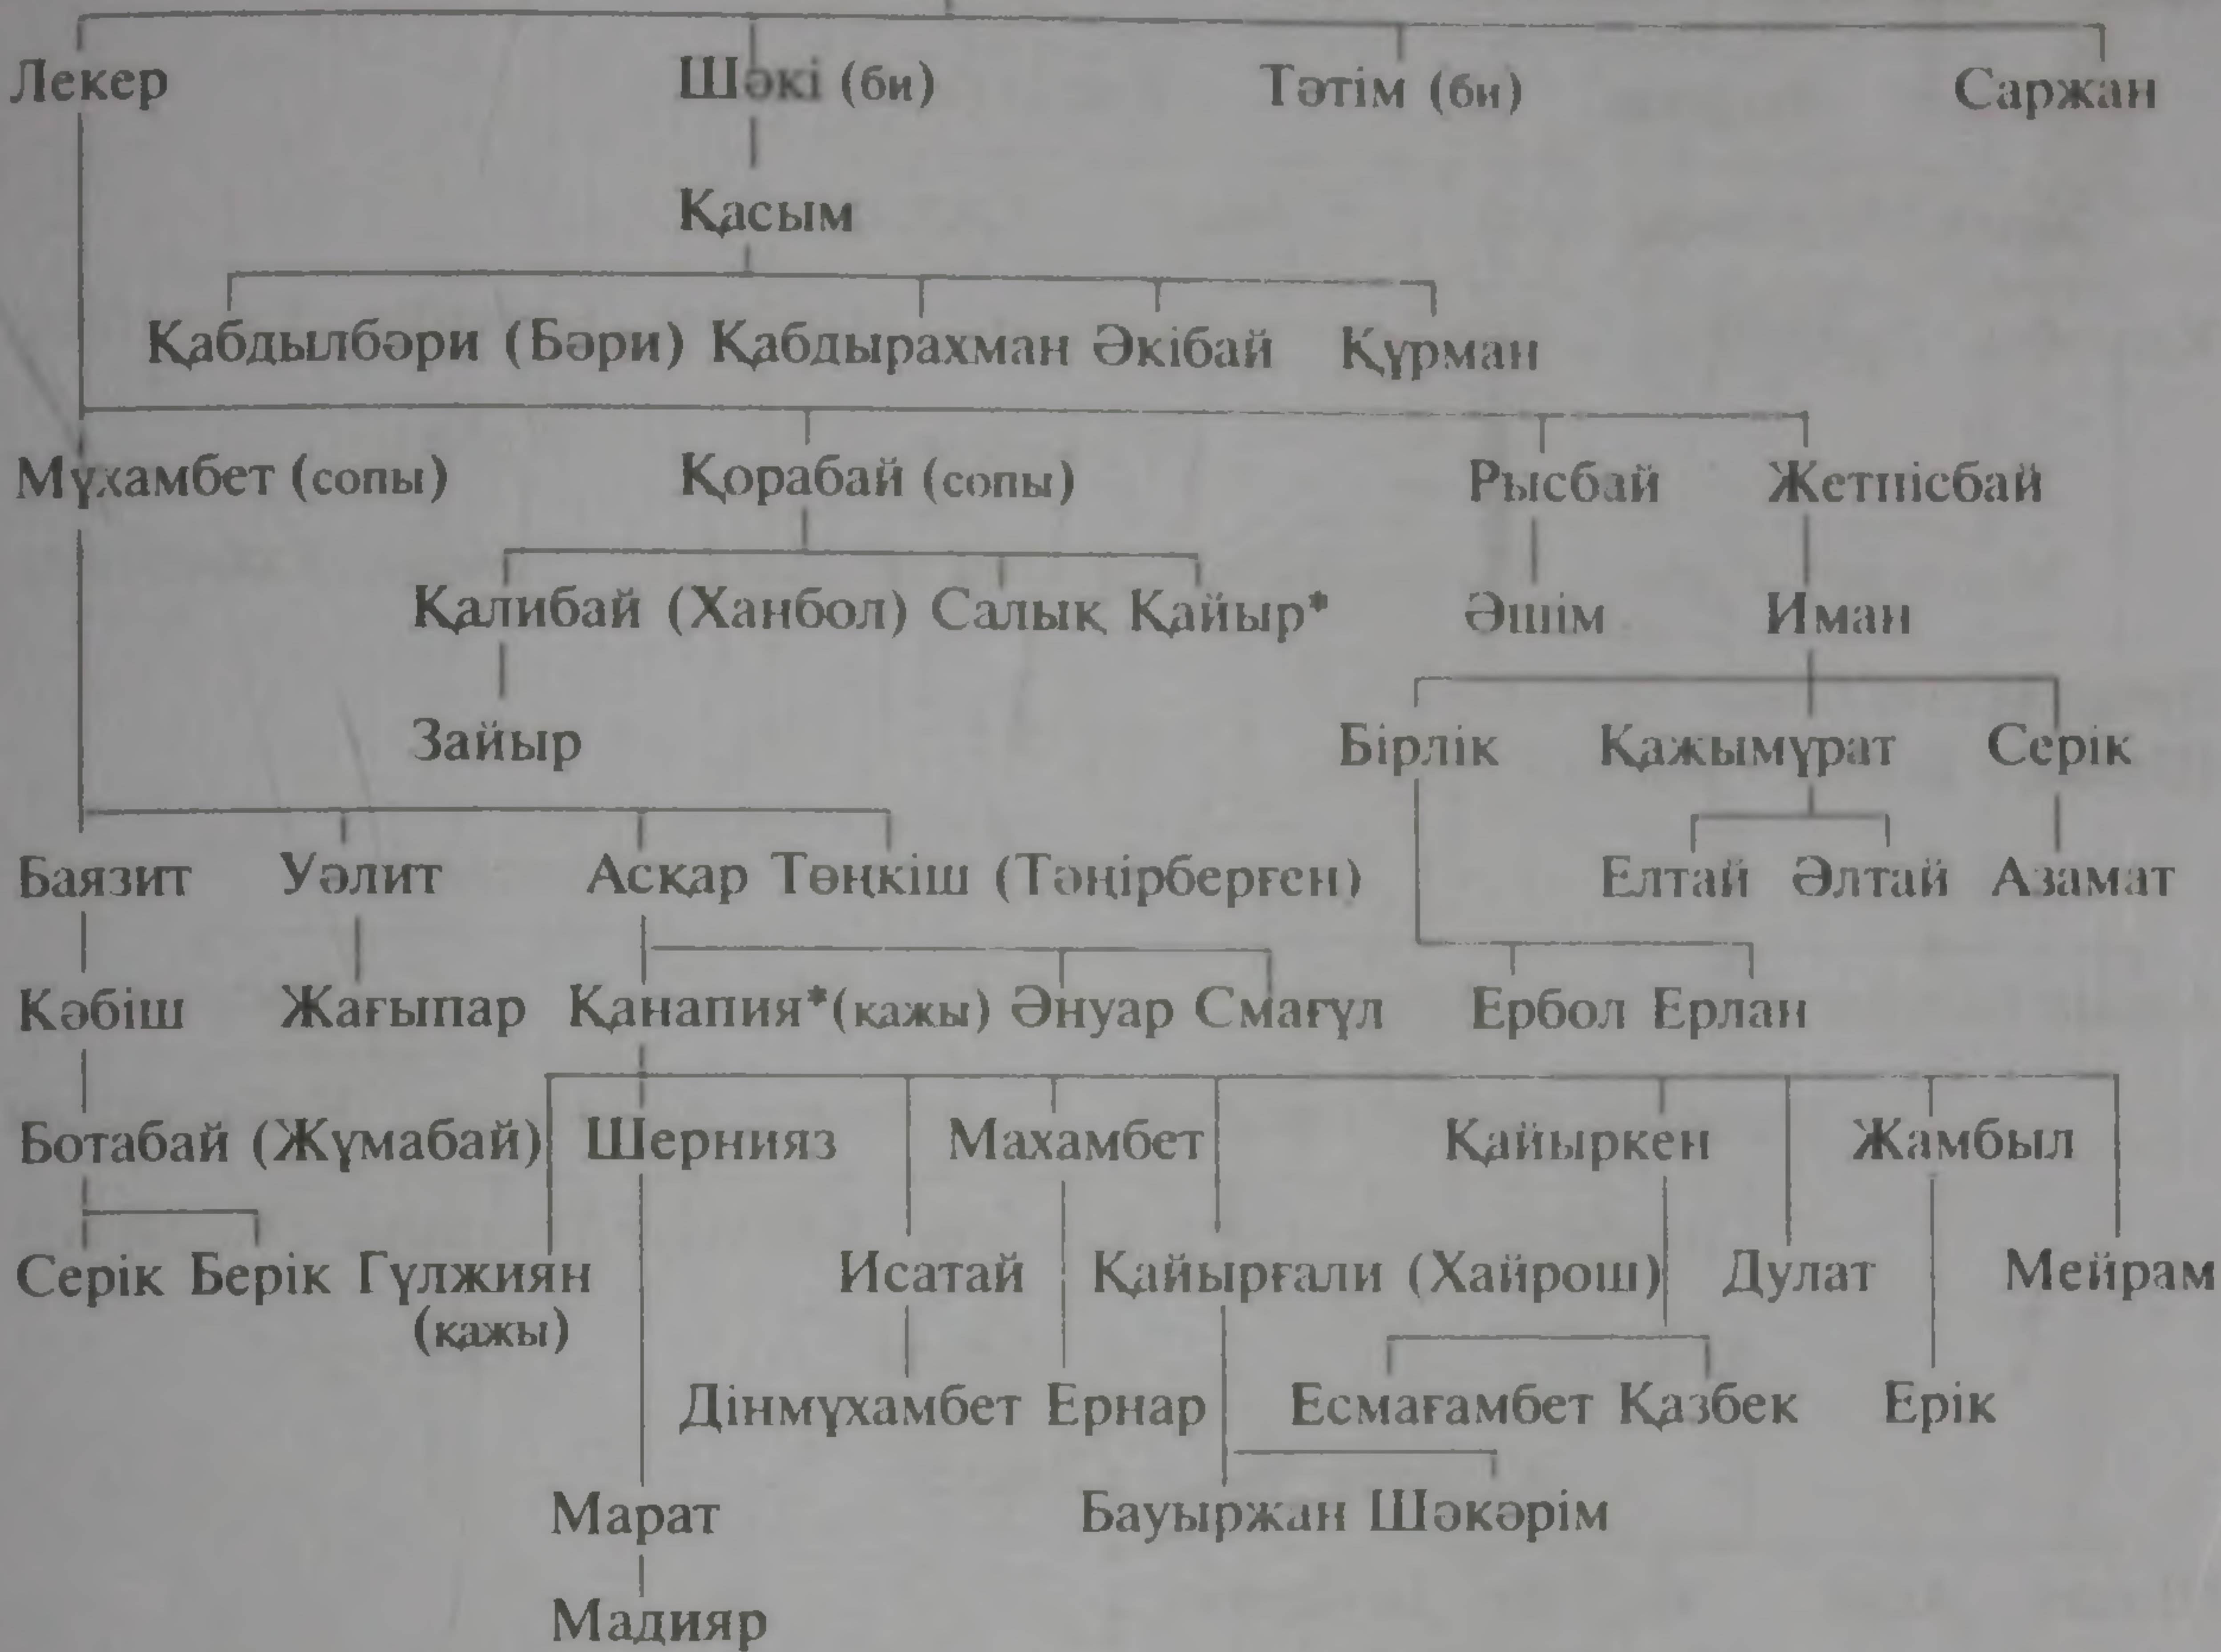 Лекер Шәкі (би) Тәтім (би) Саржан
Қасым
Қабдылбәри (Бәри) Қабдырахман Әкібай Құрман
Мұхамбет (сопы) Қорабай (сопы) Рысбай Жетпісбай
Қалибай (Ханбол) Салық Қайыр* Әшім Иман
Зайыр Бірлік Қажымұрат Серік
Баязит Уәлит Асқар Төңкіш (Тәңірберген) Елтай Әлтай Азамат
Кәбіш Жағыпар Қанапия*(қажы) Әнуар Смағұл Ербол Ерлан
Ботабай (Жұмабай) Шернияз Махамбет Қайыркен Жамбыл
Серік Берік Гүлжиян Исатай Қайырғали (Хайрош) Дулат Мейрам
(қажы)
Дінмұхамбет Ернар Есмағамбет Қазбек Ерік
Марат Бауыржан Шәкәрім
Мадияр